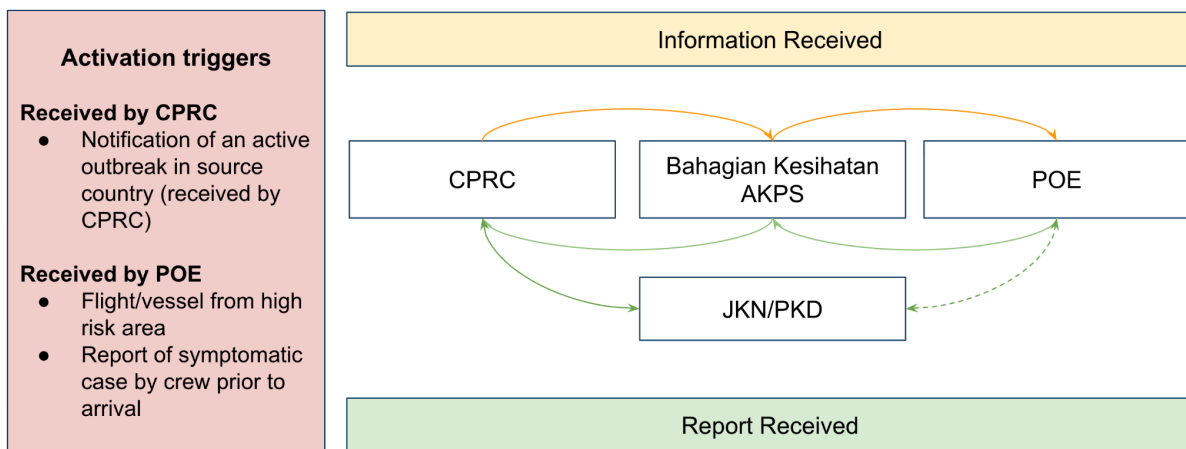 Activation triggers
Received by CPRC
● Notification of an active
outbreak in source
country (received by
CPRC)
Received by POE
● Flight/vessel from high
risk area
● Report of symptomatic
case by crew prior to
arrival
Information Received
CPRC
Bahagian Kesihatan
AKPS
POE
JKN/PKD
Report Received